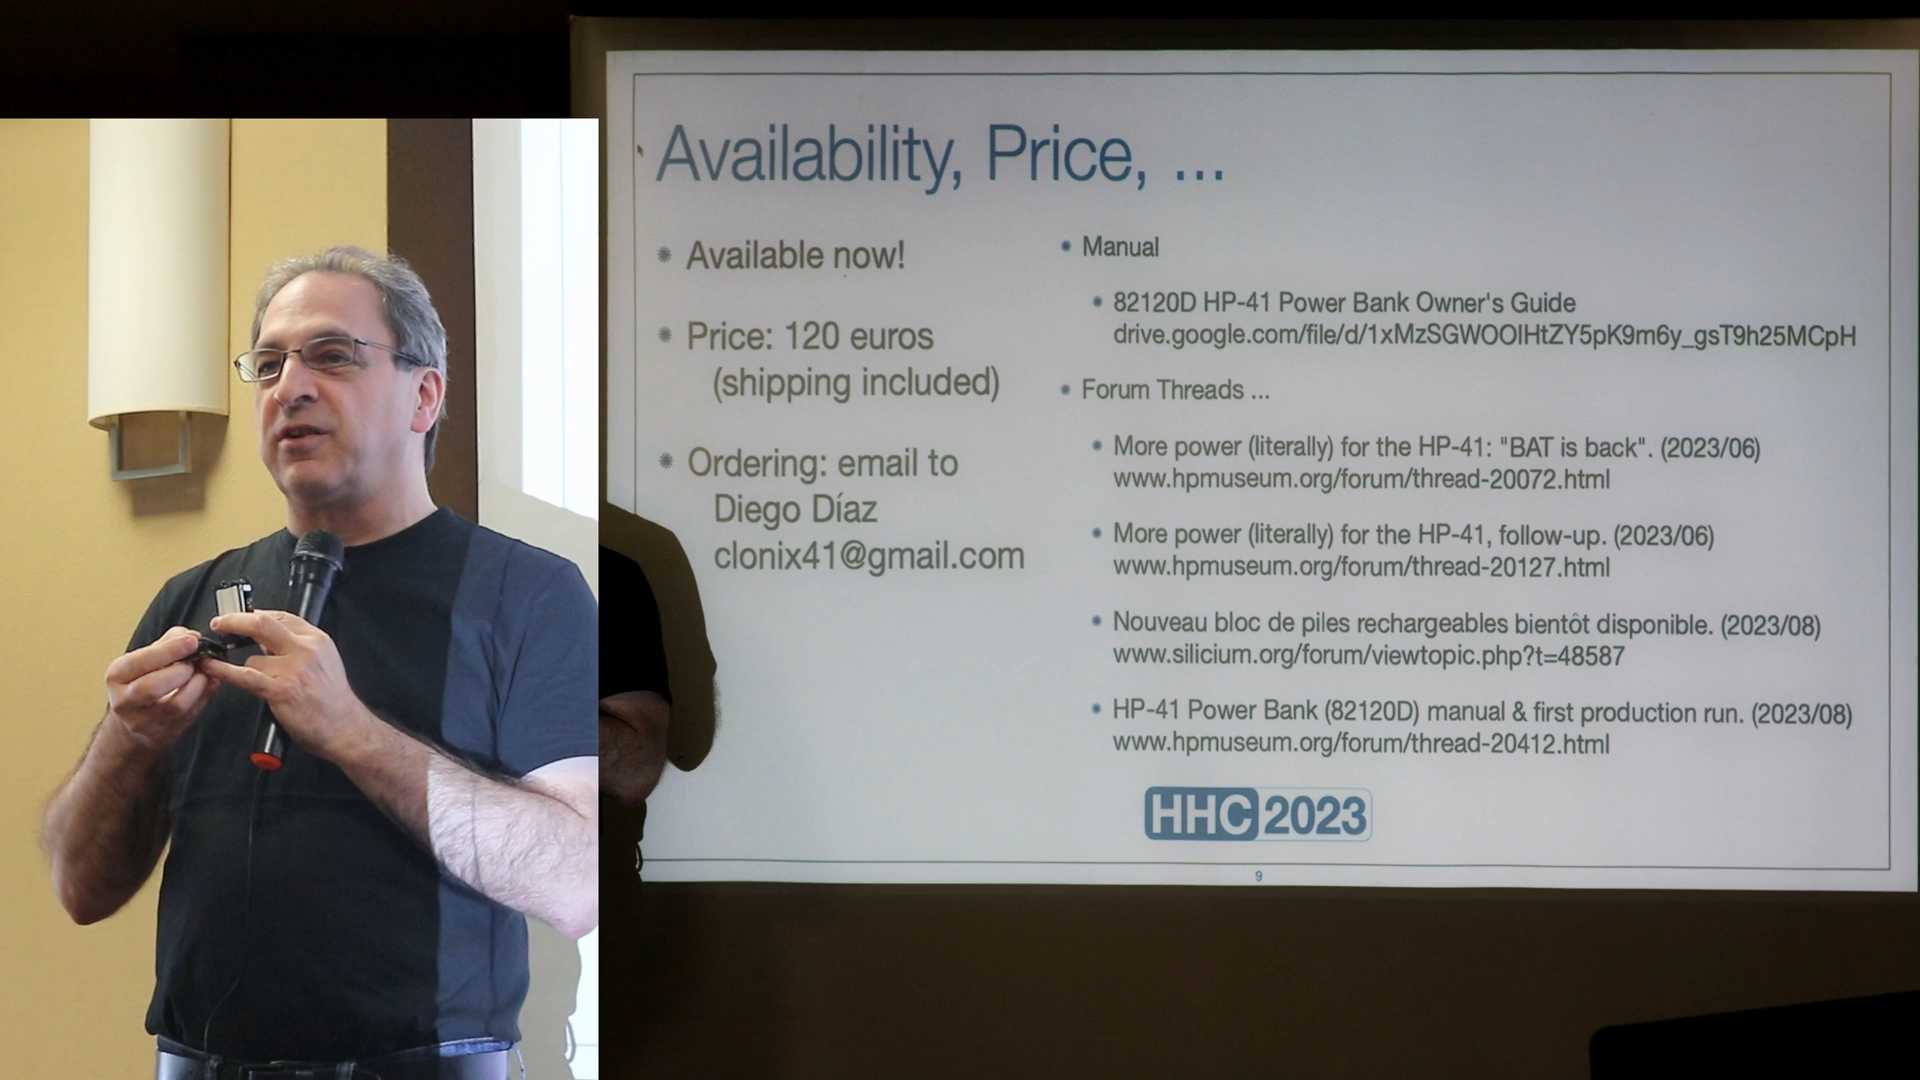 Availability, Price, ...
Available now!
Price: 120 euros
(shipping included)
Ordering: email to
Diego Díaz
clonix41@gmail.com
Manual
82120D HP-41 Power Bank Owner's Guide
drive.google.com/file/d/1xMzSGWOOlHtZY5pK9m6y_gsT9h25MCpH
Forum Threads ...
More power (literally) for the HP-41: "BAT is back". (2023/06)
www.hpmuseum.org/forum/thread-20072.html
More power (literally) for the HP-41, follow-up. (2023/06)
www.hpmuseum.org/forum/thread-20127.html
Nouveau bloc de piles rechargeables bientôt disponible. (2023/08)
www.silicium.org/forum/viewtopic.php?t=48587
HP-41 Power Bank (82120D) manual & first production run. (2023/08)
www.hpmuseum.org/forum/thread-20412.html
HHC 2023
9